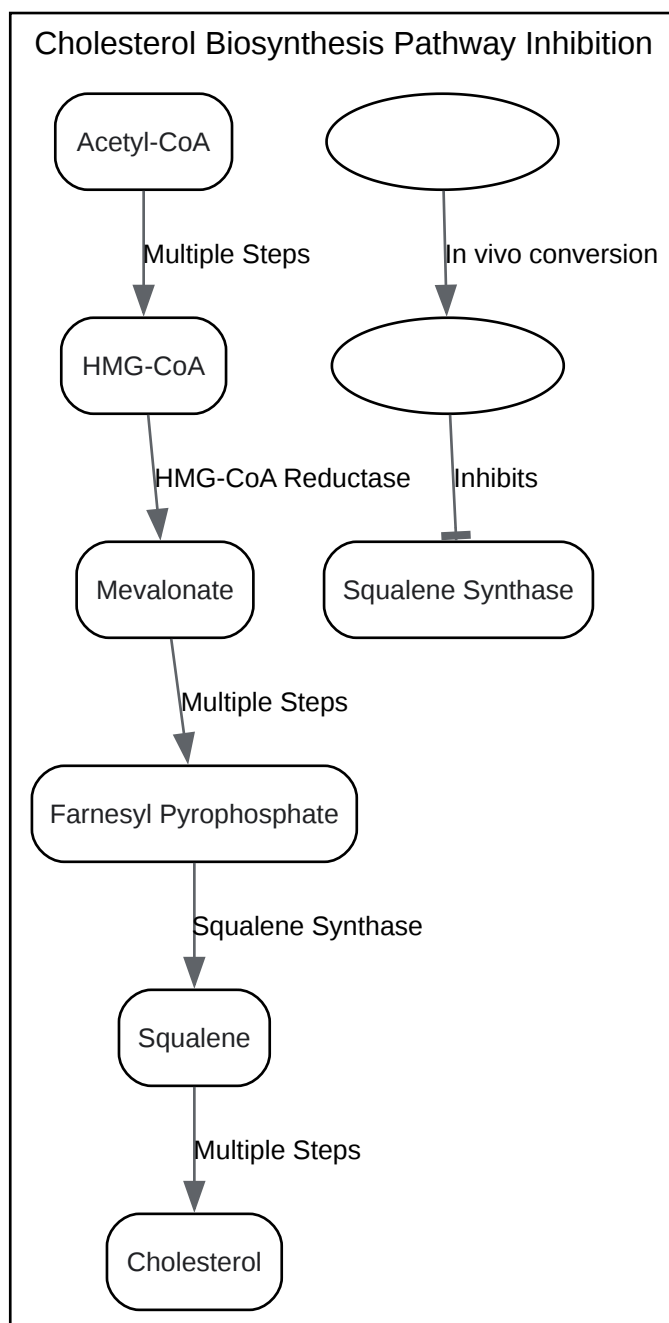 Cholesterol Biosynthesis Pathway Inhibition
Acetyl-CoA
Multiple Steps
In vivo conversion
HMG-CoA
HMG-CoA Reductase
Inhibits
Mevalonate
Squalene Synthase
Multiple Steps
Farnesyl Pyrophosphate
Squalene Synthase
Squalene
Multiple Steps
Cholesterol